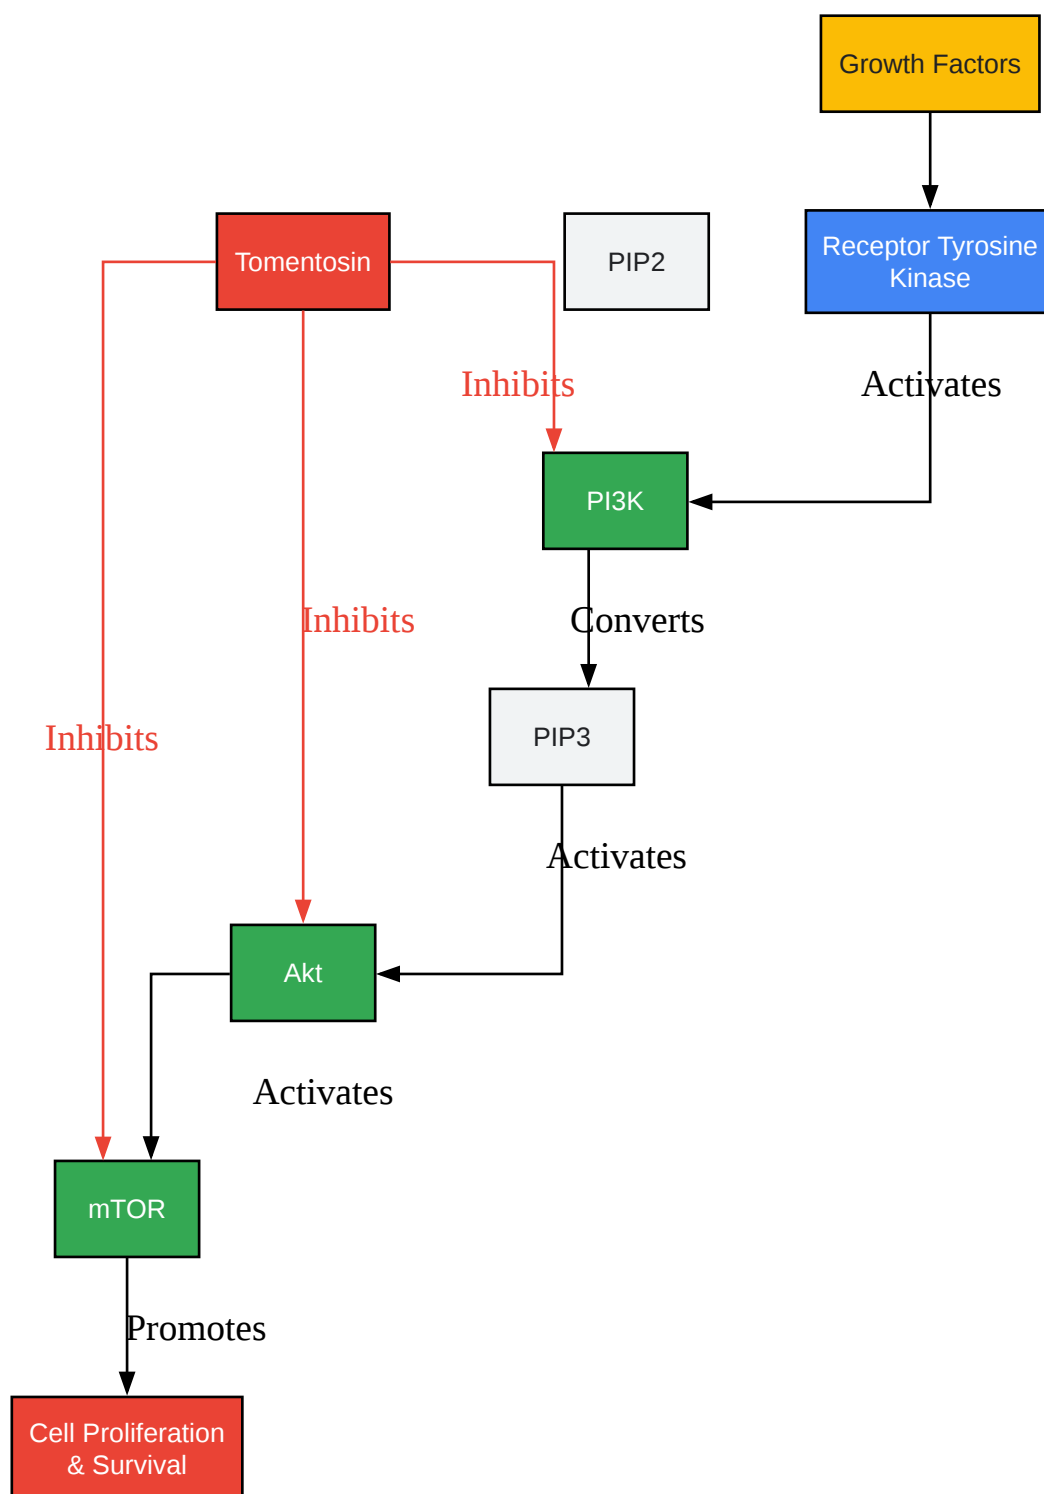 Growth Factors
Tomentosin
PIP2
Receptor Tyrosine
Kinase
Inhibits
Activates
PI3K
Inhibits
Converts
Inhibits
PIP3
Activates
Akt
Activates
mTOR
Promotes
Cell Proliferation
& Survival